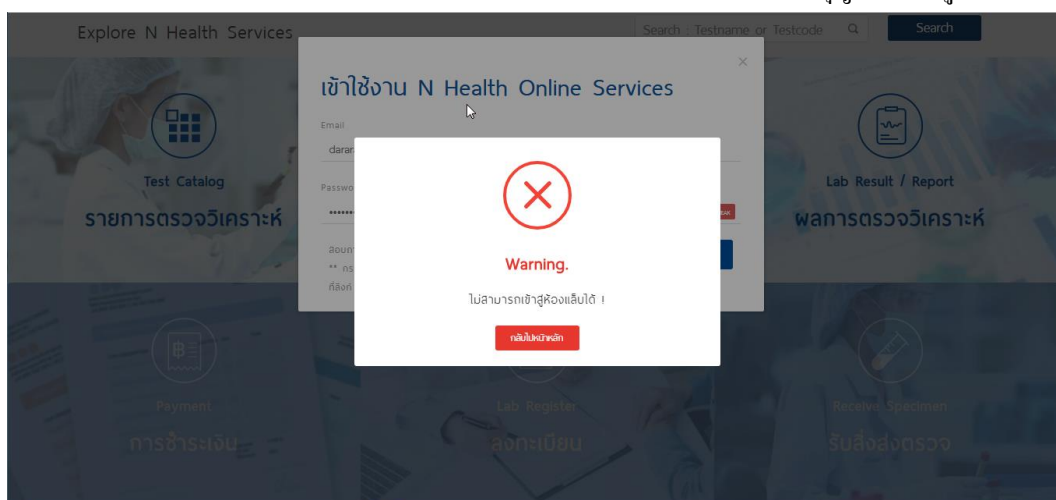 Explore N Health Services
Search : Testname or Testcode
Search
เข้าใช้งาน N Health Online Services
Email
Test Catalog
รายการตรวจวิเคราะห์
Lab Result / Report
ผลการตรวจวิเคราะห์
Warning.
ไม่สามารถเข้าสู่ห้องแล็บได้ !
กลับไปหน้าหลัก
Payment
การชำระเงิน
Lab Register
ลงทะเบียน
Receive Specimen
รับสิ่งส่งตรวจ